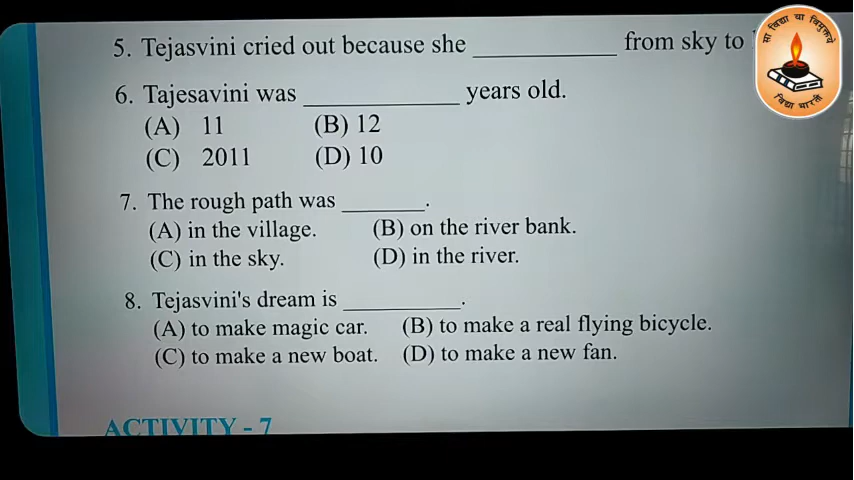 5. Tejasvini cried out because she ____________ from sky to
6. Tajesavini was _____________ years old.
(A) 11 (B) 12
(C) 2011 (D) 10
7. The rough path was _______.
(A) in the village. (B) on the river bank.
(C) in the sky. (D) in the river.
8. Tejasvini's dream is __________.
(A) to make magic car. (B) to make a real flying bicycle.
(C) to make a new boat. (D) to make a new fan.
ACTIVITY - 7
सा विद्या या विमुक्तये
विद्या भारती